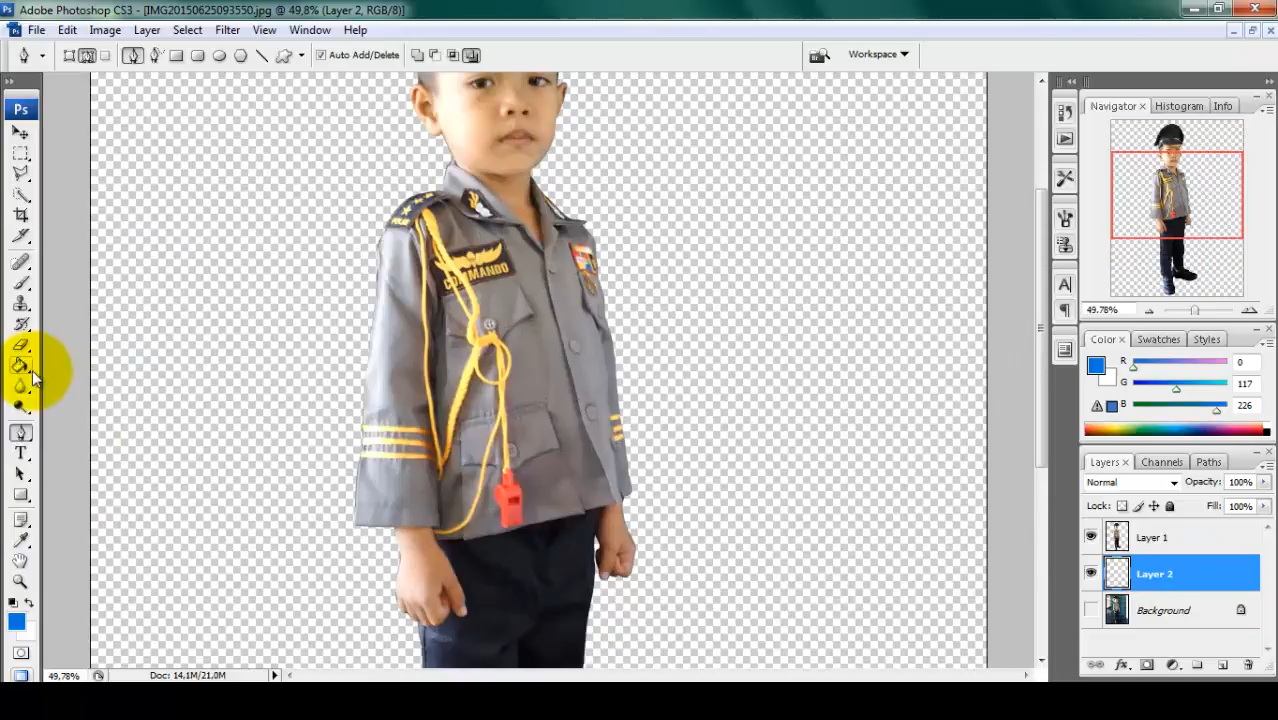 Adobe Photoshop CS3 - [IMG20150625093550.jpg @ 49,8% (Layer 2, RGB/8)]
File Edit Image Layer Select Filter View Window Help
Auto Add/Delete Workspace
Ps
Navigator Histogram Info
49.78%
Color Swatches Styles
R 0
G 117
B 226
Layers Channels Paths
Normal Opacity: 100%
Lock: Fill: 100%
Layer 1
Layer 2
Background
POLISI
COMMANDO
T
A
49,78% Doc: 14,1M/21,0M